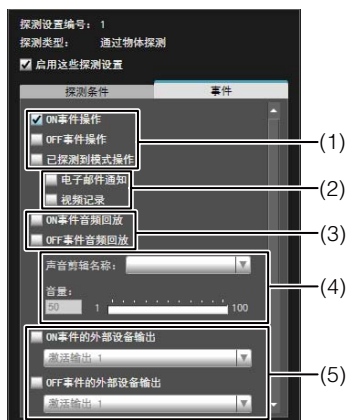 探测设置编号: 1
探测类型: 通过物体探测
启用这些探测设置
探测条件 事件
ON事件操作
OFF事件操作
已探测到模式操作
(1)
电子邮件通知
视频记录
(2)
ON事件音频回放
OFF事件音频回放
(3)
声音剪辑名称:
音量:
50 1 100
(4)
ON事件的外部设备输出
激活输出 1
OFF事件的外部设备输出
激活输出 1
(5)